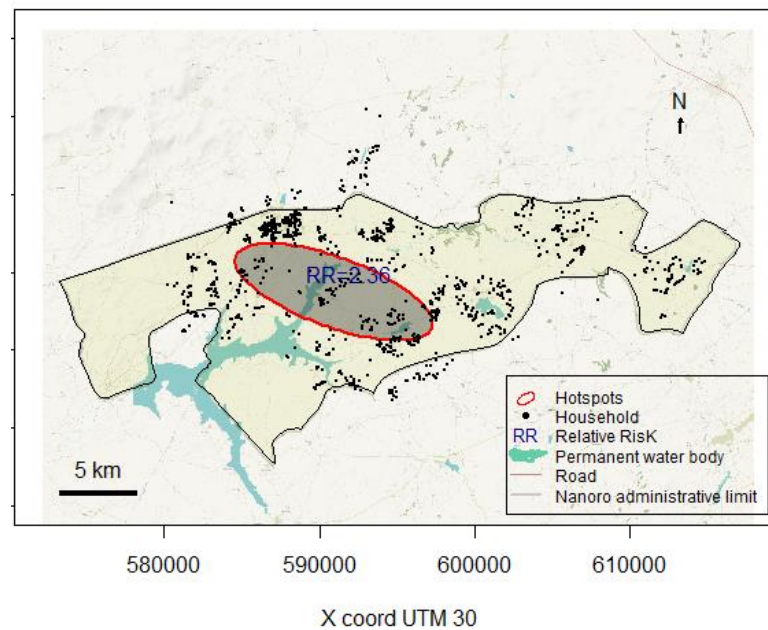 N
RR=2.36
Hotspots
Household
RR Relative RisK
Permanent water body
Road
Nanoro administrative limit
5 km
580000 590000 600000 610000
X coord UTM 30